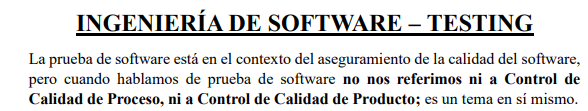 INGENIERÍA DE SOFTWARE – TESTING
La prueba de software está en el contexto del aseguramiento de la calidad del software,
pero cuando hablamos de prueba de software no nos referimos ni a Control de
Calidad de Proceso, ni a Control de Calidad de Producto; es un tema en sí mismo.